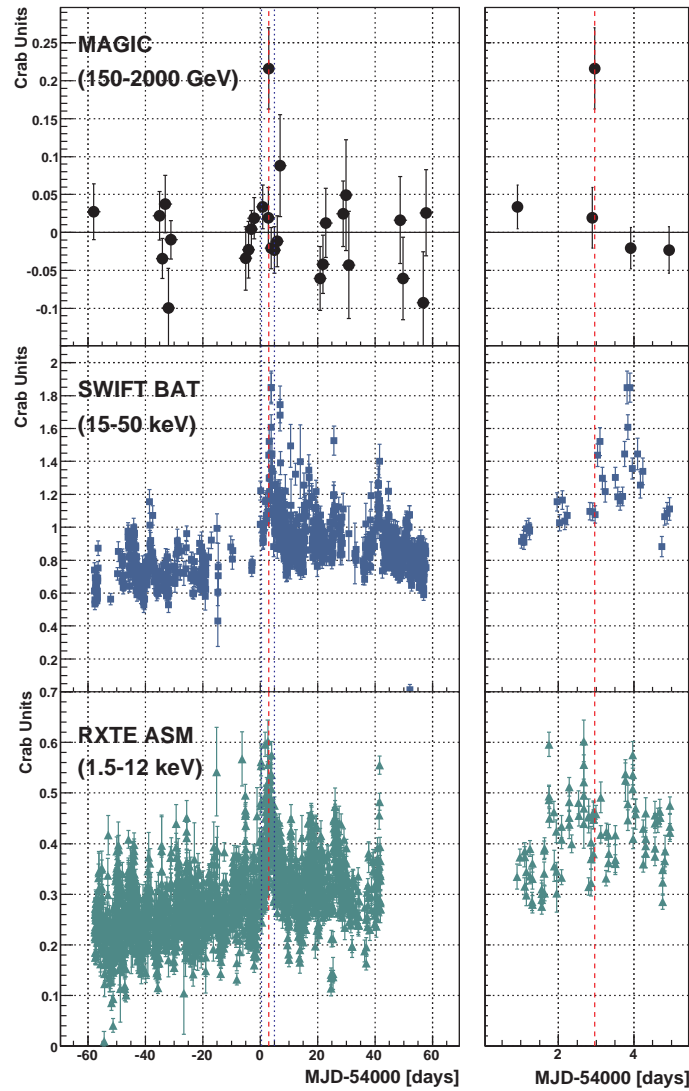 Crab Units
MAGIC
(150-2000 GeV)
0.25
0.2
0.15
0.1
0.05
0
-0.05
-0.1
Crab Units
SWIFT BAT
(15-50 keV)
2
1.8
1.6
1.4
1.2
1
0.8
0.6
0.4
0.2
Crab Units
RXTE ASM
(1.5-12 keV)
0.7
0.6
0.5
0.4
0.3
0.2
0.1
0
-60 -40 -20 0 20 40 60
MJD-54000 [days]
2 4
MJD-54000 [days]